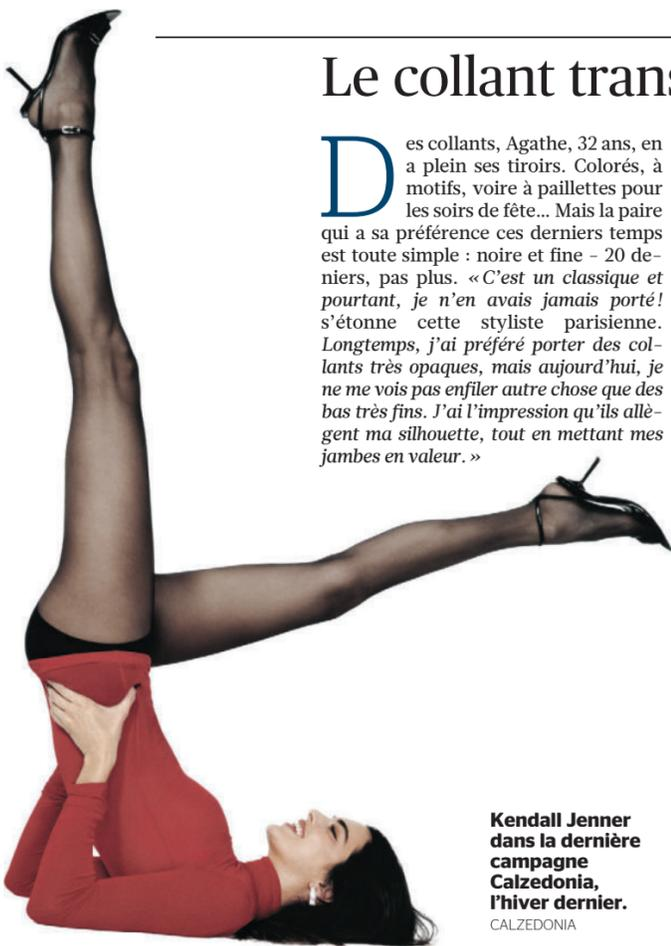 Le collant trans
Des collants, Agathe, 32 ans, en
a plein ses tiroirs. Colorés, à
motifs, voire à paillettes pour
les soirs de fête... Mais la paire
qui a sa préférence ces derniers temps
est toute simple : noire et fine – 20 de-
niers, pas plus. « C’est un classique et
pourtant, je n’en avais jamais porté !
s’étonne cette styliste parisienne.
Longtemps, j’ai préféré porter des col-
lants très opaques, mais aujourd’hui, je
ne me vois pas enfiler autre chose que des
bas très fins. J’ai l’impression qu’ils allè-
gent ma silhouette, tout en mettant mes
jambes en valeur. »
Kendall Jenner
dans la dernière
campagne
Calzedonia,
l’hiver dernier.
CALZEDONIA